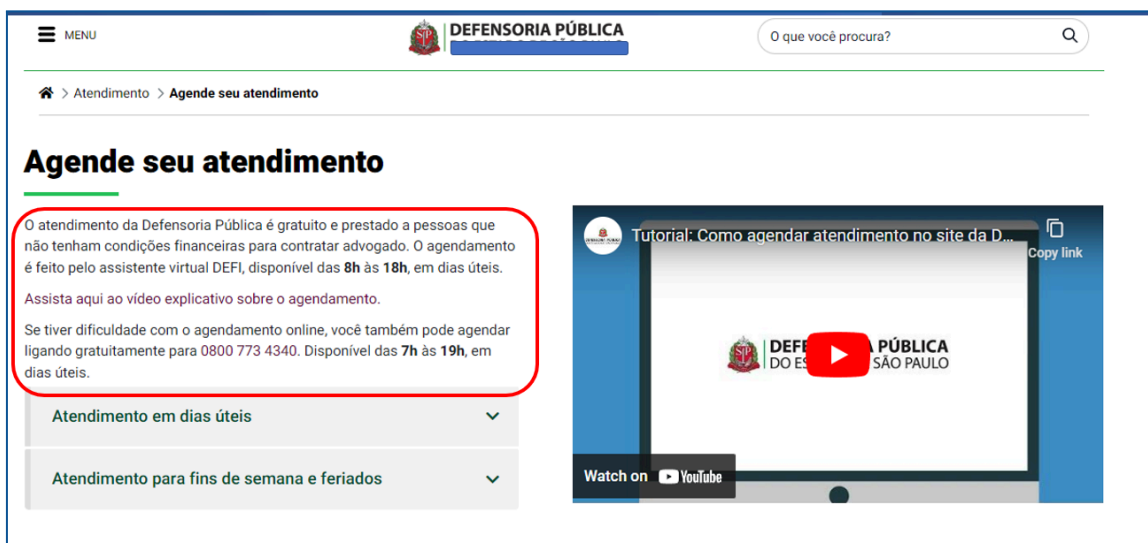 MENU
DEFENSORIA PÚBLICA
O que você procura?
> Atendimento > Agende seu atendimento
Agende seu atendimento
O atendimento da Defensoria Pública é gratuito e prestado a pessoas que
não tenham condições financeiras para contratar advogado. O agendamento
é feito pelo assistente virtual DEFI, disponível das 8h às 18h, em dias úteis.
Assista aqui ao vídeo explicativo sobre o agendamento.
Se tiver dificuldade com o agendamento online, você também pode agendar
ligando gratuitamente para 0800 773 4340. Disponível das 7h às 19h, em
dias úteis.
Atendimento em dias úteis
Atendimento para fins de semana e feriados
Tutorial: Como agendar atendimento no site da D...
Copy link
PÚBLICA
SÃO PAULO
Watch on YouTube